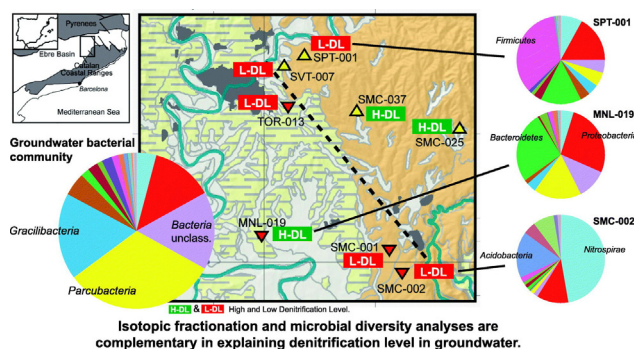 Pyrenees
Ebre Basin
Catalan
Coastal Ranges
Barcelona
Mediterranean Sea
Groundwater bacterial
community
Gracilibacteria
Bacteria
unclass.
Parcubacteria
L-DL
SPT-001
L-DL
SVT-007
L-DL
TOR-013
SMC-037
H-DL
H-DL
SMC-025
MNL-019
H-DL
SMC-001
L-DL
L-DL
SMC-002
SPT-001
Firmicutes
MNL-019
Bacteroidetes
Proteobacteria
SMC-002
Nitrospirae
Acidobacteria
H-DL & L-DL High and Low Denitrification Level.
Isotopic fractionation and microbial diversity analyses are
complementary in explaining denitrification level in groundwater.